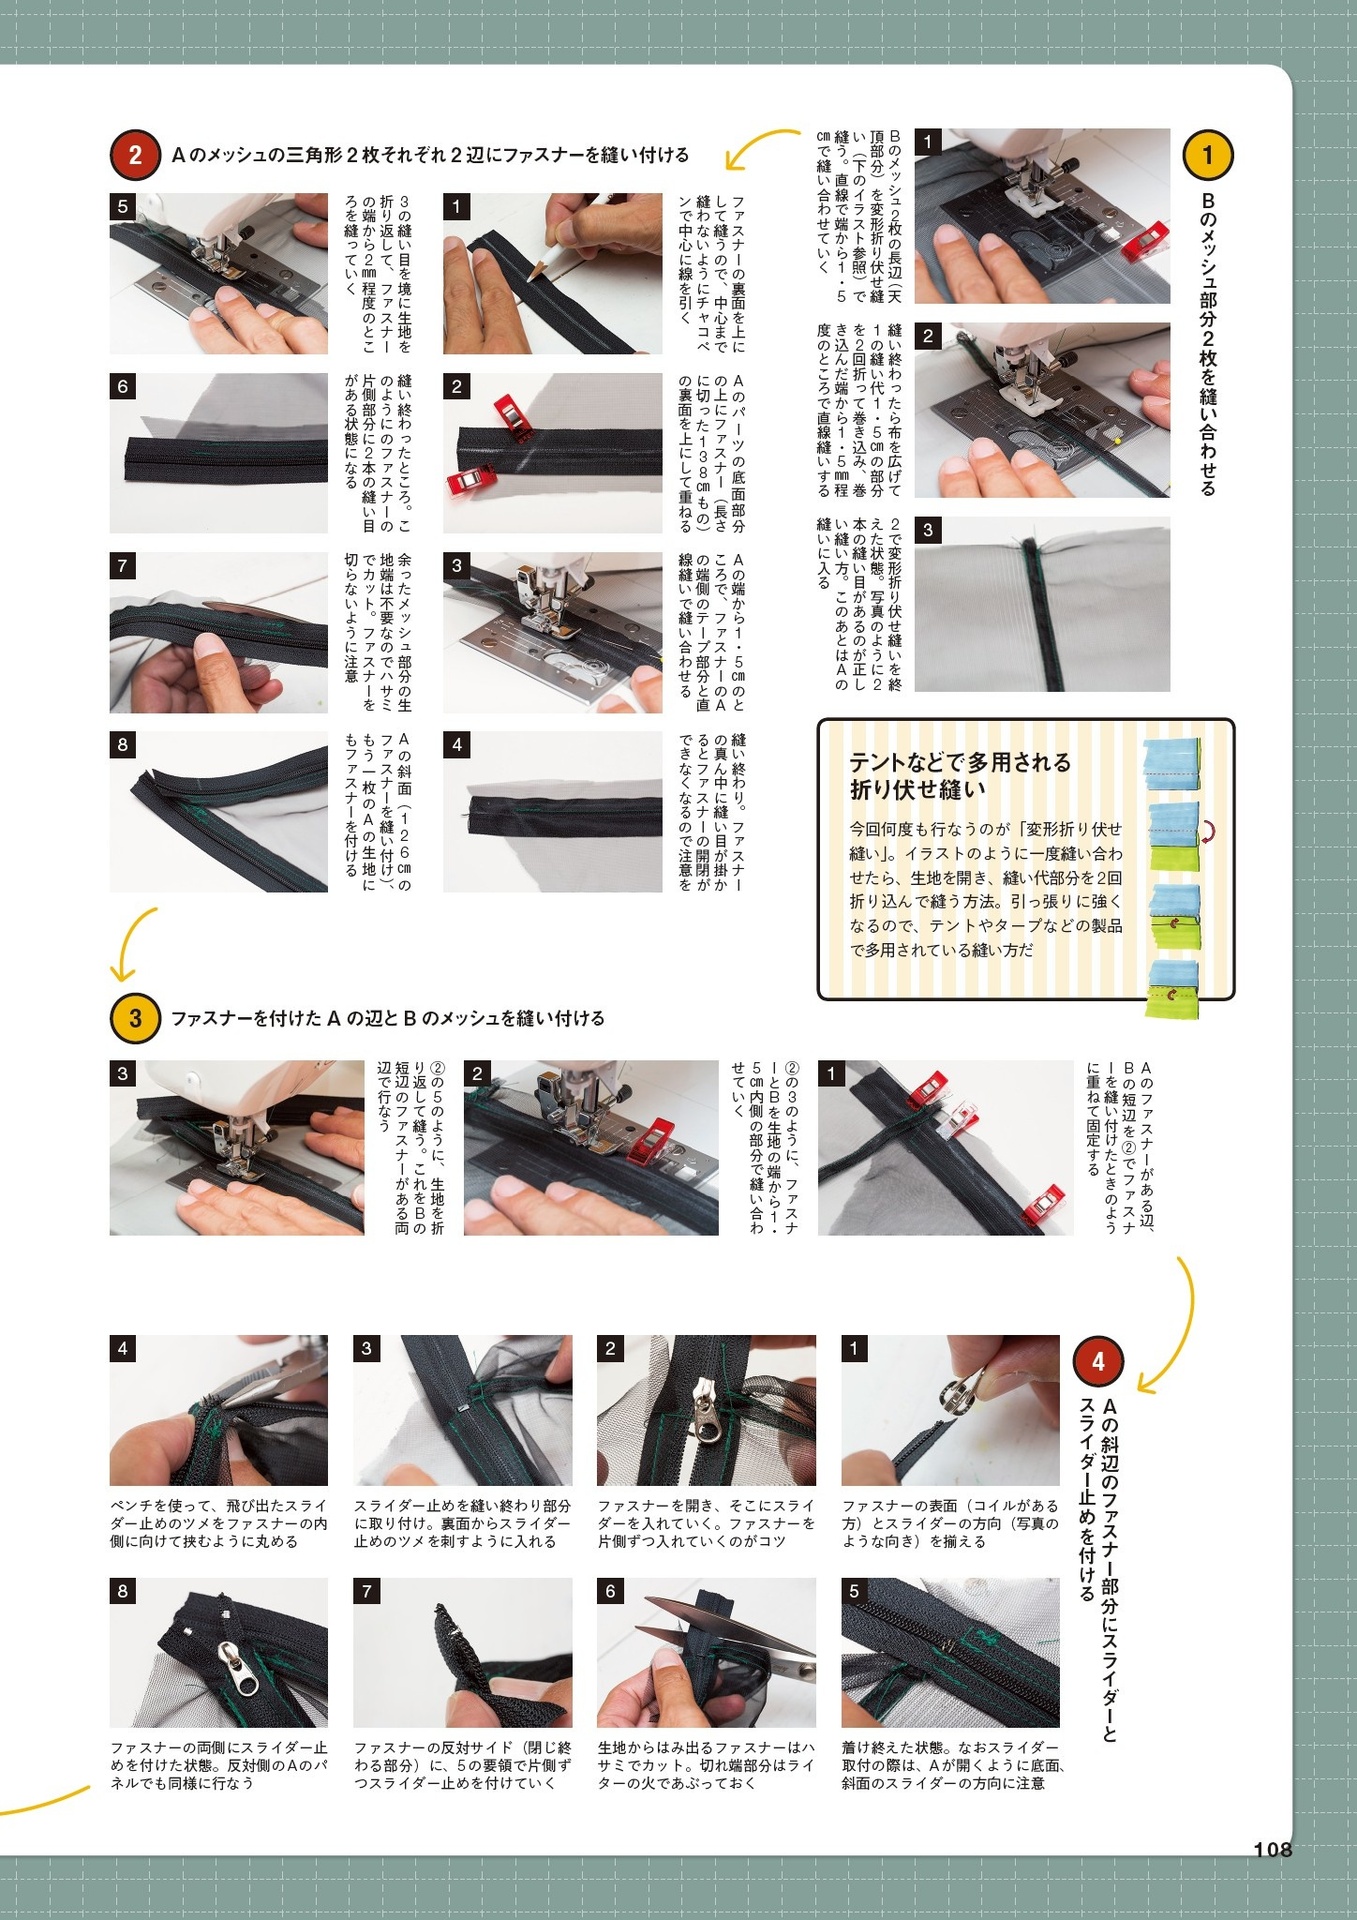 1
Bのメッシュ部分2枚を縫い合わせる
1
Bのメッシュ2枚の長辺(天
頂部分)を変形折り伏せ縫
い(下のイラスト参照)で
縫う。直線で端から1・5
cmで縫い合わせていく
2
縫い終わったら布を広げて
1の縫い代1・5cmの部分
を2回折って巻き込み、巻
き込んだ端から1・5mm程
度のところで直線縫いする
3
2で変形折り伏せ縫いを終
えた状態。写真のように2
本の縫い目があるのが正し
い縫い方。このあとはAの
縫いに入る
テントなどで多用される
折り伏せ縫い
今回何度も行なうのが「変形折り伏せ
縫い」。イラストのように一度縫い合わ
せたら、生地を開き、縫い代部分を2回
折り込んで縫う方法。引っ張りに強く
なるので、テントやタープなどの製品
で多用されている縫い方だ
2
Aのメッシュの三角形2枚それぞれ2辺にファスナーを縫い付ける
1
ファスナーの裏面を上に
して縫うので、中心まで
縫わないようにチャコペ
ンで中心に線を引く
2
Aのパーツの底面部分
の上にファスナー(長さ
に切った138cmもの)
の裏面を上にして重ねる
3
Aの端から1・5cmのと
ころで、ファスナーのA
の端側のテープ部分と直
線縫いで縫い合わせる
4
縫い終わり。ファスナー
の真ん中に縫い目が掛か
るとファスナーの開閉が
できなくなるので注意を
5
3の縫い目を境に生地を
折り返して、ファスナー
の端から2mm程度のとこ
ろを縫っていく
6
縫い終わったところ。こ
のようにのファスナーの
片側部分に2本の縫い目
がある状態になる
7
余ったメッシュ部分の生
地端は不要なのでハサミ
でカット。ファスナーを
切らないように注意
8
Aの斜面(126cmの
ファスナーを縫い付け)、
もう一枚のAの生地に
もファスナーを付ける
3
ファスナーを付けたAの辺とBのメッシュを縫い付ける
1
Aのファスナーがある辺、
Bの短辺を②でファスナ
ーを縫い付けたときのよう
に重ねて固定する
2
②の3のように、ファスナ
ーとBを生地の端から1・
5cm内側の部分で縫い合わ
せていく
3
②の5のように、生地を折
り返して縫う。これをBの
短辺のファスナーがある両
辺で行なう
4
Aの斜辺のファスナー部分にスライダーと
スライダー止めを付ける
1
ファスナーの表面(コイルがある
方)とスライダーの方向(写真の
ような向き)を揃える
2
ファスナーを開き、そこにスライ
ダーを入れていく。ファスナーを
片側ずつ入れていくのがコツ
3
スライダー止めを縫い終わり部分
に取り付け。裏面からスライダー
止めのツメを刺すように入れる
4
ペンチを使って、飛び出たスライ
ダー止めのツメをファスナーの内
側に向けて挟むように丸める
5
着け終えた状態。なおスライダー
取付の際は、Aが開くように底面、
斜面のスライダーの方向に注意
6
生地からはみ出るファスナーはハ
サミでカット。切れ端部分はライ
ターの火であぶっておく
7
ファスナーの反対サイド(閉じ終
わる部分)に、5の要領で片側ず
つスライダー止めを付けていく
8
ファスナーの両側にスライダー止
めを付けた状態。反対側のAのパ
ネルでも同様に行なう
108